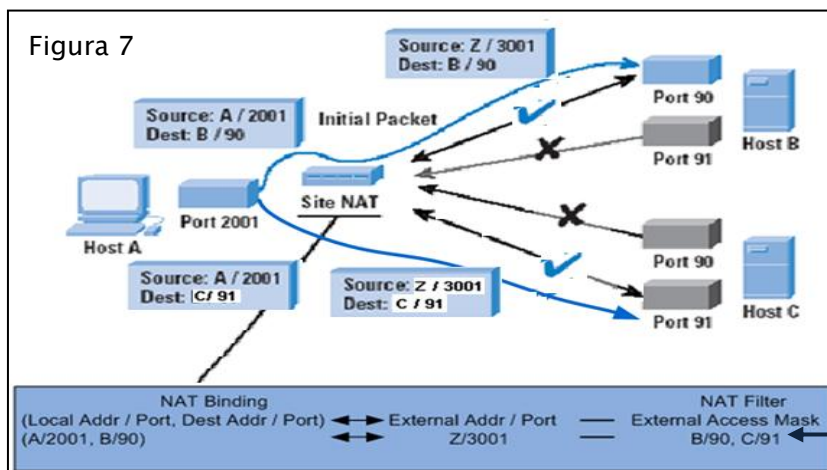 Figura 7
Source: Z / 3001
Dest: B / 90
Source: A / 2001
Dest: B / 90
Initial Packet
Port 90
Port 91
Host B
Site NAT
Port 2001
Host A
Port 90
Port 91
Host C
Source: A / 2001
Dest: C/ 91
Source: Z / 3001
Dest: C / 91
NAT Binding
NAT Filter
(Local Addr / Port, Dest Addr / Port) External Addr / Port External Access Mask
(A/2001, B/90) Z/3001 B/90, C/91